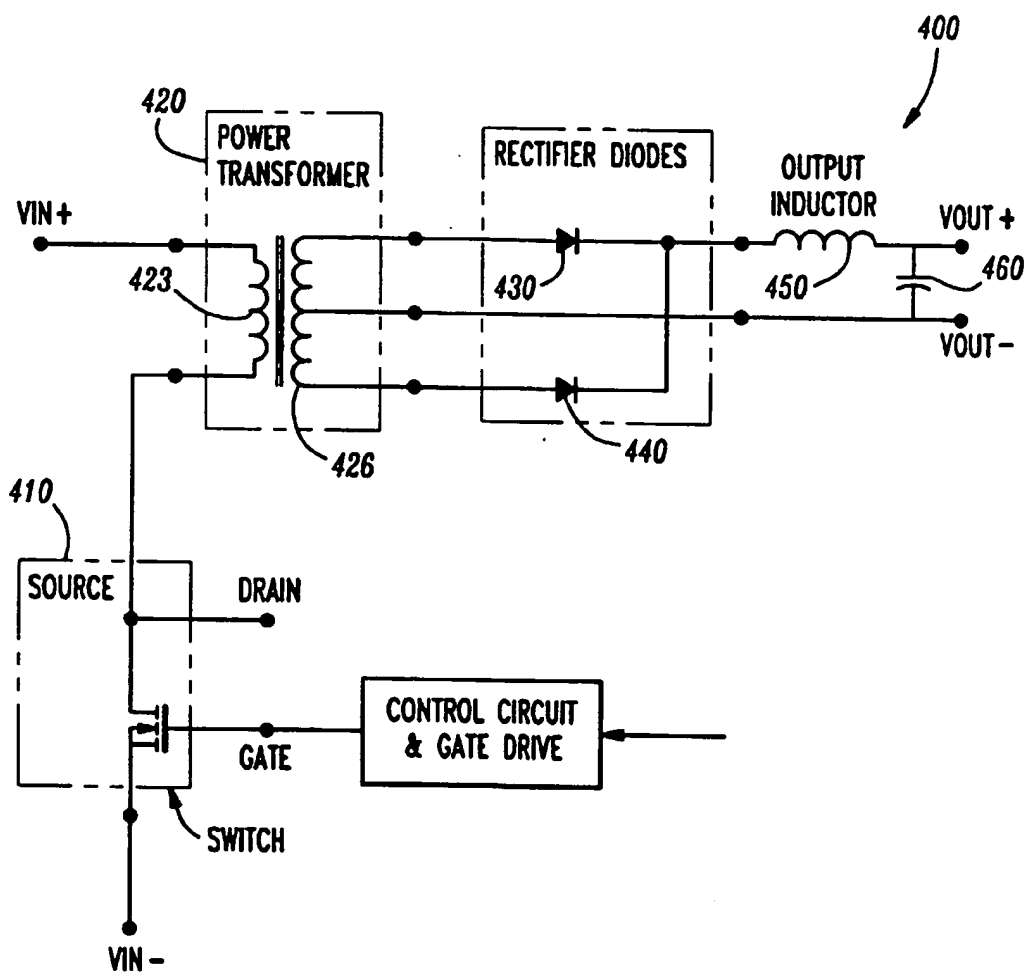 400
420
POWER
TRANSFORMER
RECTIFIER DIODES
OUTPUT
INDUCTOR
VIN +
VOUT +
423
430
450
460
VOUT -
426
440
410
SOURCE
DRAIN
CONTROL CIRCUIT
& GATE DRIVE
GATE
SWITCH
VIN -